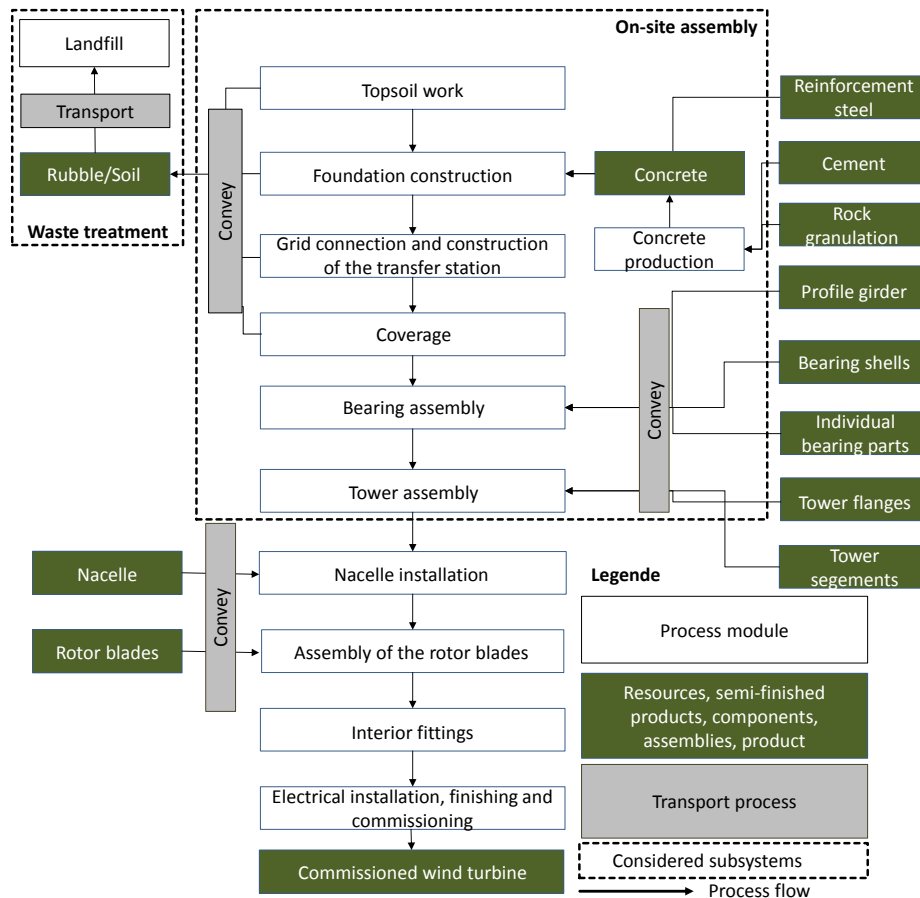 On-site assembly
Landfill
Transport
Rubble/Soil
Waste treatment
Convey
Topsoil work
Foundation construction
Grid connection and construction
of the transfer station
Coverage
Bearing assembly
Tower assembly
Concrete
Concrete
production
Convey
Reinforcement
steel
Cement
Rock
granulation
Profile girder
Bearing shells
Individual
bearing parts
Tower flanges
Tower
segements
Nacelle
Rotor blades
Convey
Nacelle installation
Assembly of the rotor blades
Interior fittings
Electrical installation, finishing and
commissioning
Commissioned wind turbine
Legende
Process module
Resources, semi-finished
products, components,
assemblies, product
Transport process
Considered subsystems
Process flow